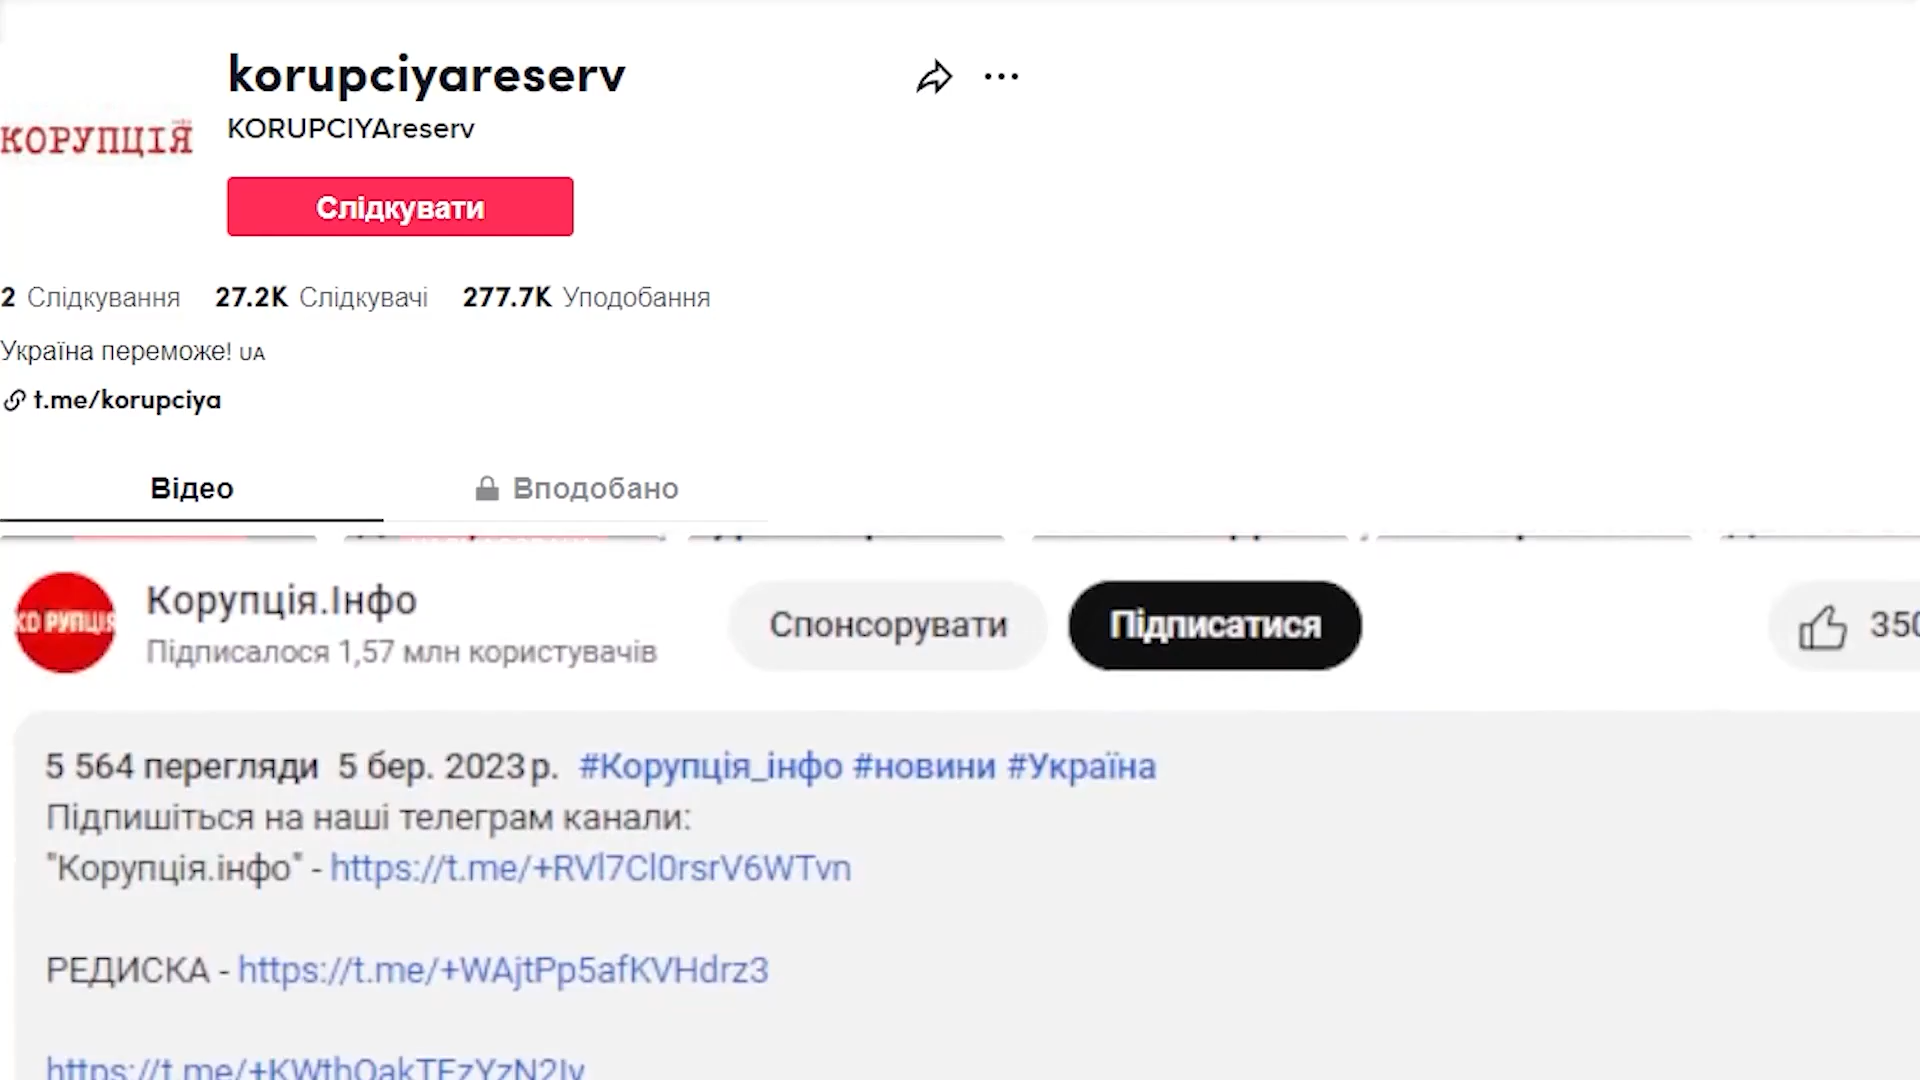 korupciyareserv
KORUPCIYAreserv
КОРУПЦІЯ
Слідкувати
2 Слідкування 27.2K Слідкувачі 277.7K Уподобання
Україна переможе! UA
t.me/korupciya
Відео Вподобано
КОРУПЦІЯ
Корупція.Інфо
Підписалося 1,57 млн користувачів
Спонсорувати
Підписатися
350
5 564 перегляди 5 бер. 2023 р. #Корупція_інфо #новини #Україна
Підпишіться на наші телеграм канали:
"Корупція.інфо" - https://t.me/+RVl7Cl0rsrV6WTvn
РЕДИСКА - https://t.me/+WAjtPp5afKVHdrz3